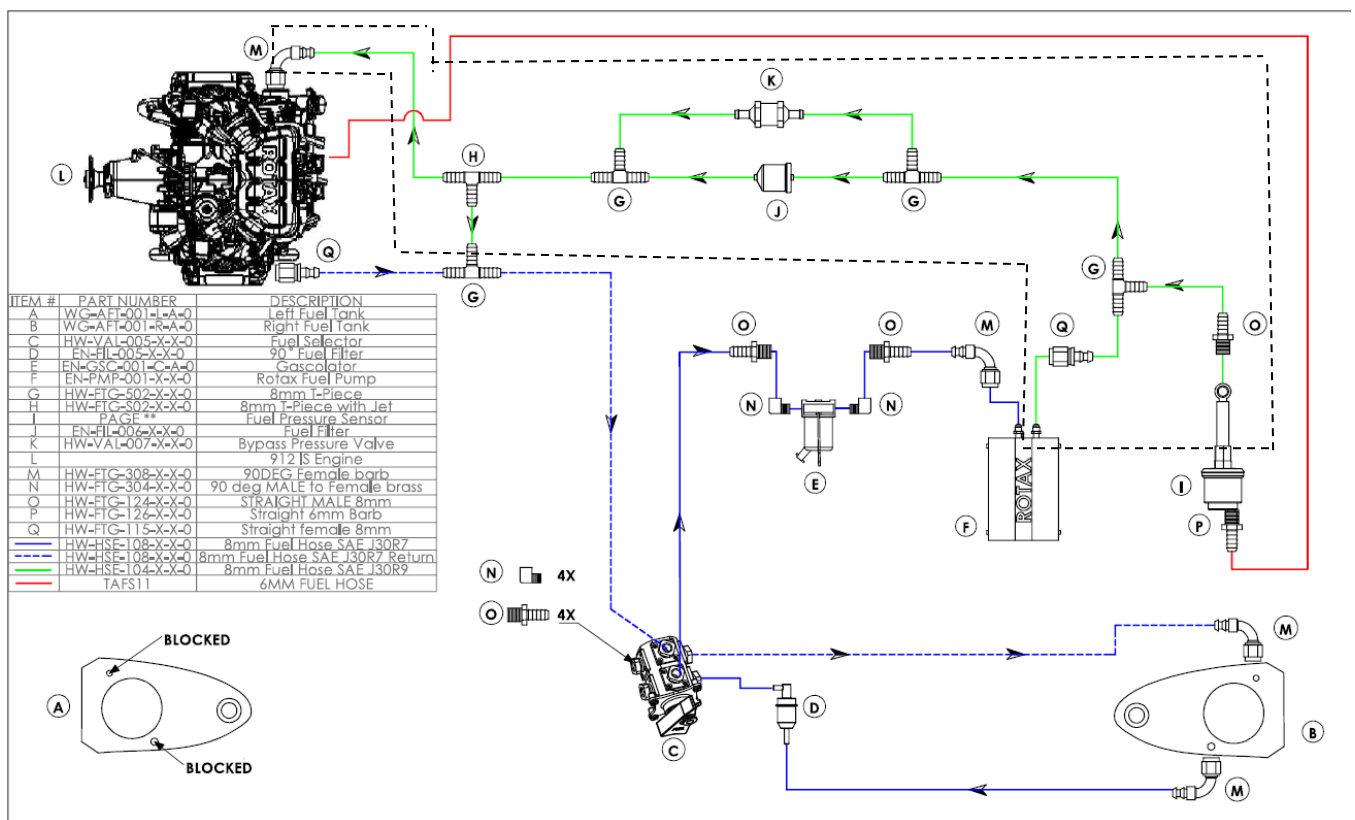 M
K
L
ROTAX
H
G
J
G
Q
G
G
O
ITEM # PART NUMBER DESCRIPTION
A WG-AFT-001-L-A-0 Left Fuel Tank
B WG-AFT-001-R-A-0 Right Fuel Tank
C HW-VAL-005-X-X-0 Fuel Selector
D EN-FIL-005-X-X-0 90° Fuel Filter
E EN-GSC-001-C-A-0 Gascolator
F EN-PMP-001-X-X-0 Rotax Fuel Pump
G HW-FTG-502-X-X-0 8mm T-Piece
H HW-FTG-S02-X-X-0 8mm T-Piece with Jet
I PAGE ** Fuel Pressure Sensor
J EN-FIL-006-X-X-0 Fuel Filter
K HW-VAL-007-X-X-0 Bypass Pressure Valve
L 912 IS Engine
M HW-FTG-308-X-X-0 90DEG Female barb
N HW-FTG-304-X-X-0 90 deg MALE to Female brass
O HW-FTG-124-X-X-0 STRAIGHT MALE 8mm
P HW-FTG-126-X-X-0 Straight 6mm Barb
Q HW-FTG-115-X-X-0 Straight female 8mm
HW-HSE-108-X-X-0 8mm Fuel Hose SAE J30R7
HW-HSE-108-X-X-0 8mm Fuel Hose SAE J30R7 Return
HW-HSE-104-X-X-0 8mm Fuel Hose SAE J30R9
TAFS11 6MM FUEL HOSE
O
O
M
Q
N
N
E
ROTAX
F
I
P
N 4X
O 4X
BLOCKED
A
BLOCKED
C
D
M
B
M